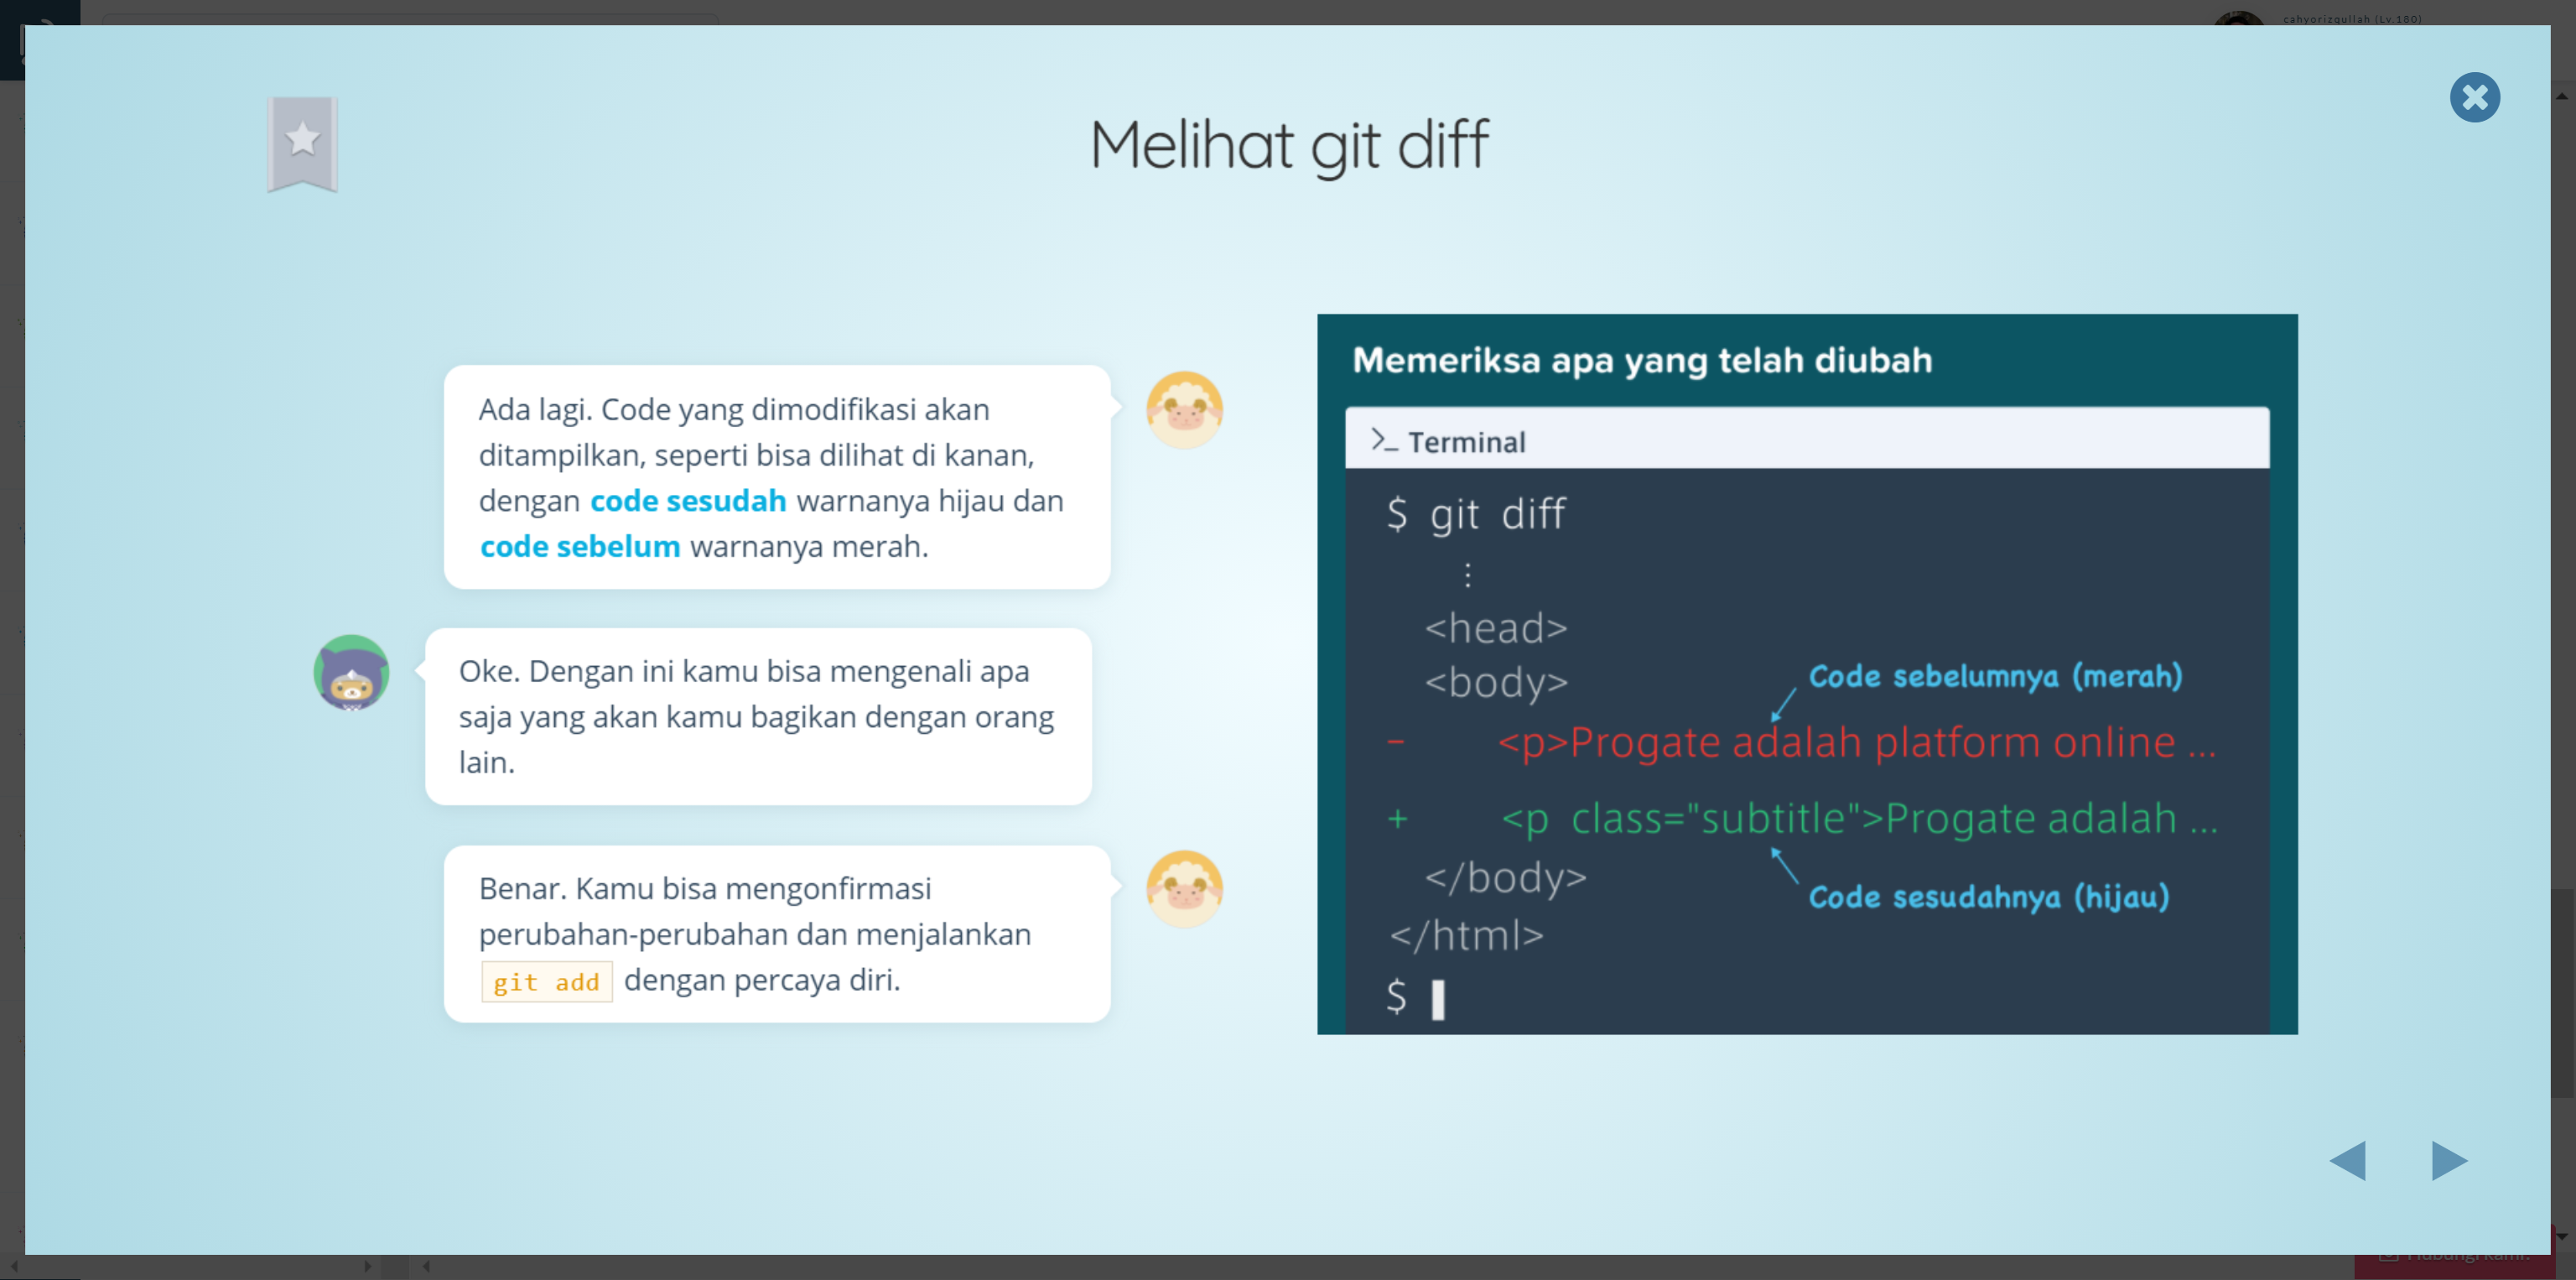 cahyorizqullah (Lv.180)
Melihat git diff
Ada lagi. Code yang dimodifikasi akan
ditampilkan, seperti bisa dilihat di kanan,
dengan code sesudah warnanya hijau dan
code sebelum warnanya merah.
Oke. Dengan ini kamu bisa mengenali apa
saja yang akan kamu bagikan dengan orang
lain.
Benar. Kamu bisa mengonfirmasi
perubahan-perubahan dan menjalankan
git add dengan percaya diri.
Memeriksa apa yang telah diubah
>_ Terminal
$ git diff
⋮
<head>
<body>
Code sebelumnya (merah)
- <p>Progate adalah platform online ...
+ <p class="subtitle">Progate adalah ...
</body>
Code sesudahnya (hijau)
</html>
$